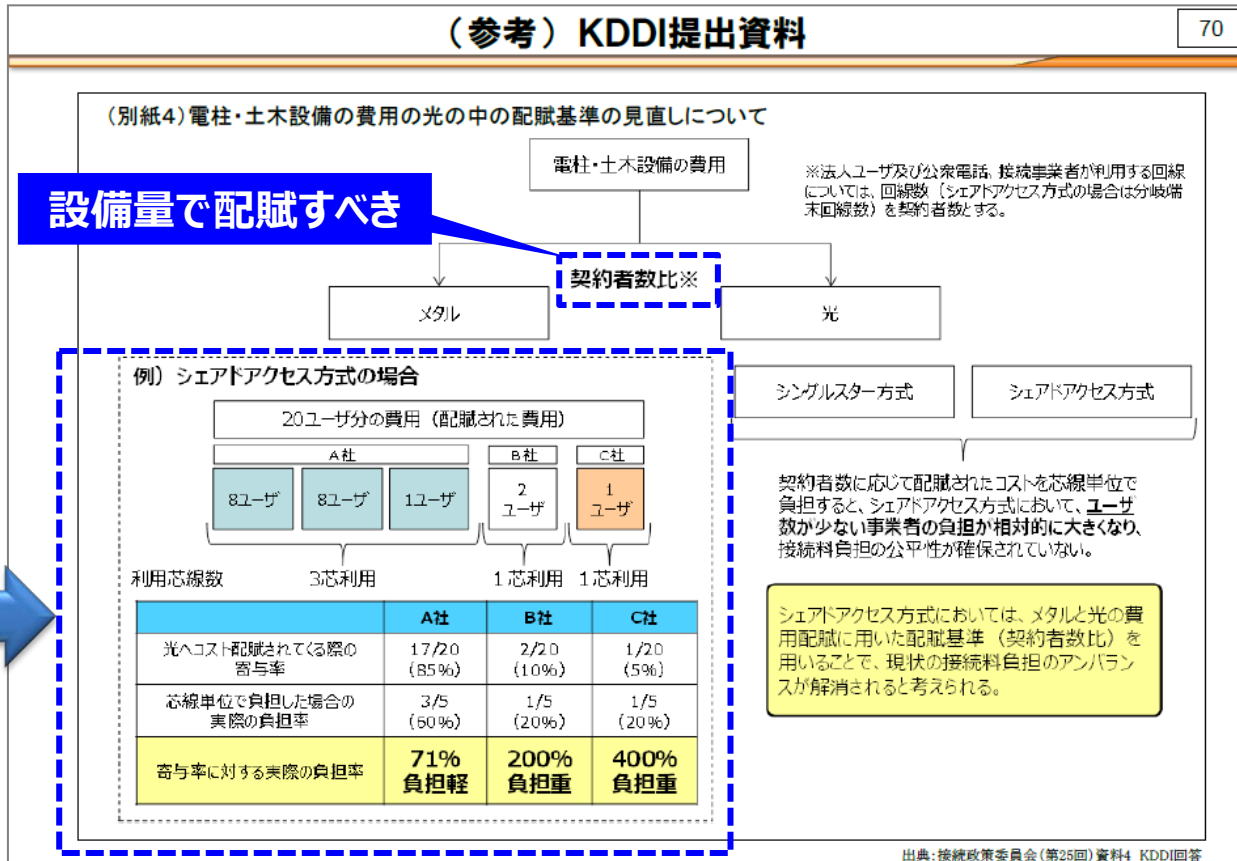 （参考）KDDI提出資料
70
（別紙4）電柱・土木設備の費用の光の中の配賦基準の見直しについて
電柱・土木設備の費用
※法人ユーザ及び公衆電話、接続事業者が利用する回線
については、回線数（シェアドアクセス方式の場合は分岐端
末回線数）を契約者数とする。
設備量で配賦すべき
契約者数比※
メタル
光
例）シェアドアクセス方式の場合
20ユーザ分の費用（配賦された費用）
A社
B社
C社
8ユーザ
8ユーザ
1ユーザ
2
ユーザ
1
ユーザ
利用芯線数
3芯利用
1芯利用
1芯利用
A社
B社
C社
光へコスト配賦されてくる際の
寄与率
17/20
(85%)
2/20
(10%)
1/20
(5%)
芯線単位で負担した場合の
実際の負担率
3/5
(60%)
1/5
(20%)
1/5
(20%)
寄与率に対する実際の負担率
71%
負担軽
200%
負担重
400%
負担重
シングルスター方式
シェアドアクセス方式
契約者数に応じて配賦されたコストを芯線単位で
負担すると、シェアドアクセス方式において、ユーザ
数が少ない事業者の負担が相対的に大きくなり、
接続料負担の公平性が確保されていない。
シェアドアクセス方式においては、メタルと光の費
用配賦に用いた配賦基準（契約者数比）を
用いることで、現状の接続料負担のアンバラン
スが解消されると考えられる。
出典：接続政策委員会（第25回）資料4 KDDI回答